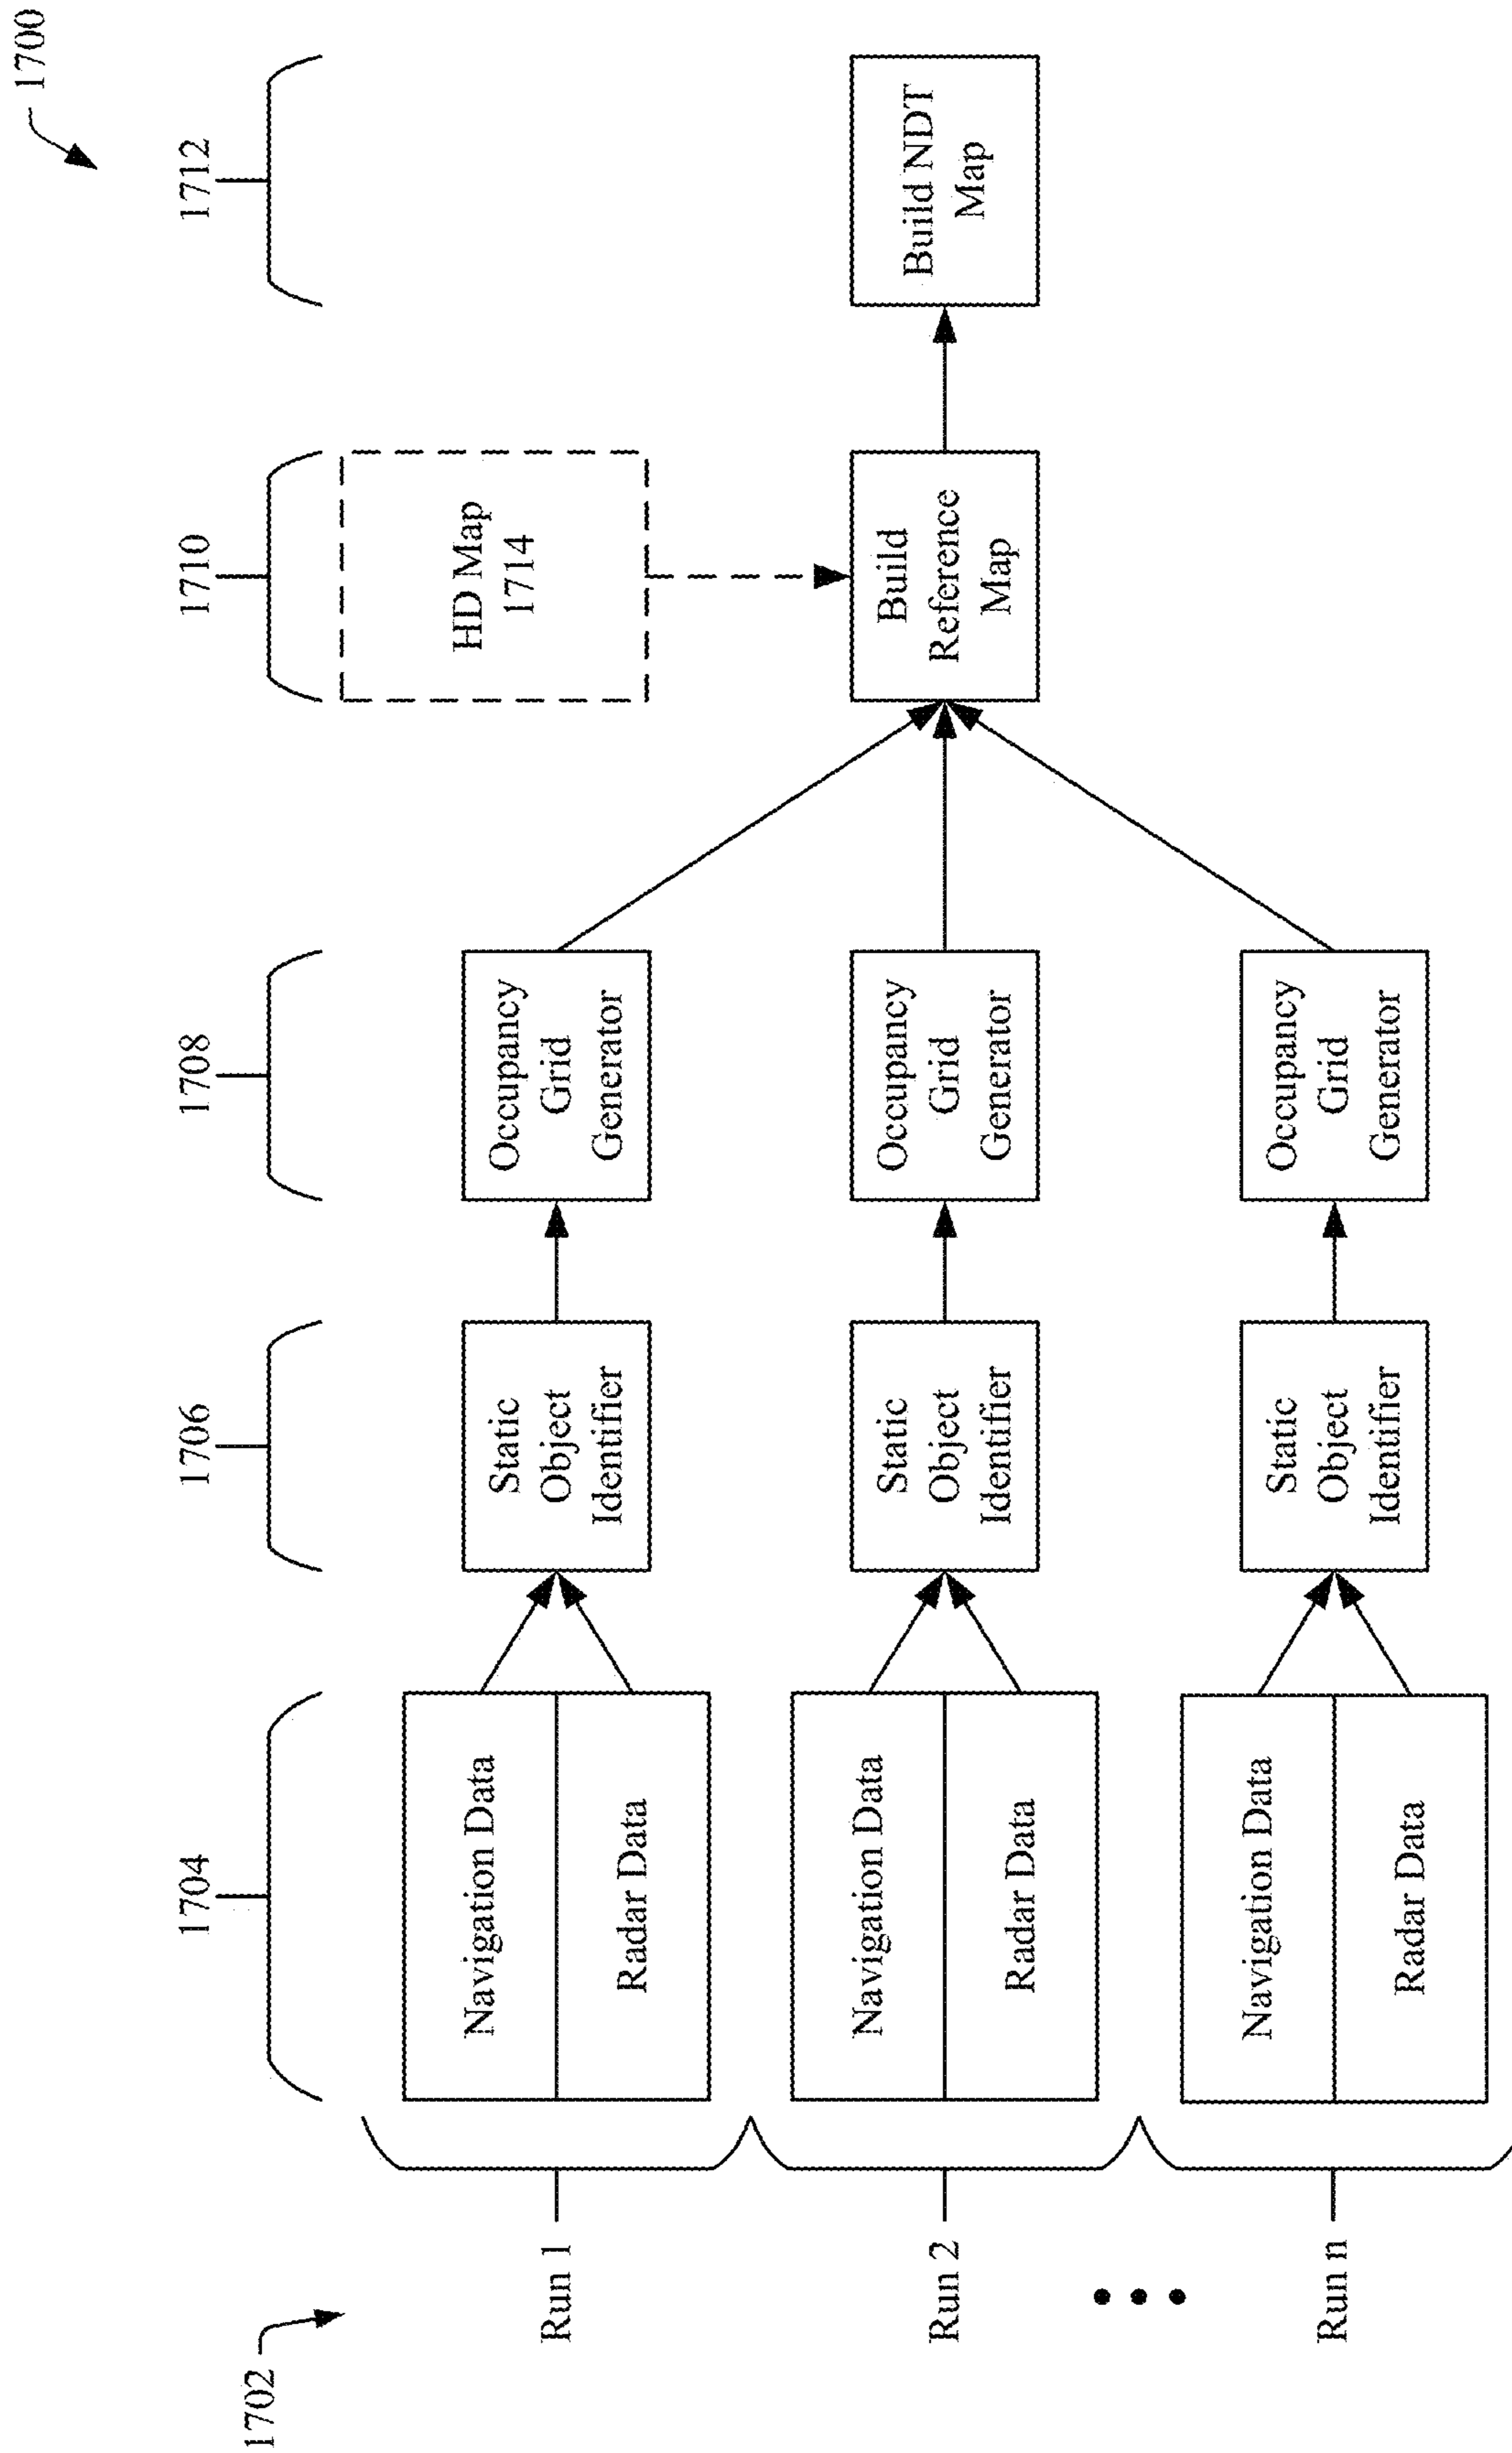 1700
1702
1704
1706
1708
1710
1712
HD Map
1714
Run 1
Navigation Data
Radar Data
Static
Object
Identifier
Occupancy
Grid
Generator
Run 2
Navigation Data
Radar Data
Static
Object
Identifier
Occupancy
Grid
Generator
Build
Reference
Map
Build NDT
Map
Run n
Navigation Data
Radar Data
Static
Object
Identifier
Occupancy
Grid
Generator